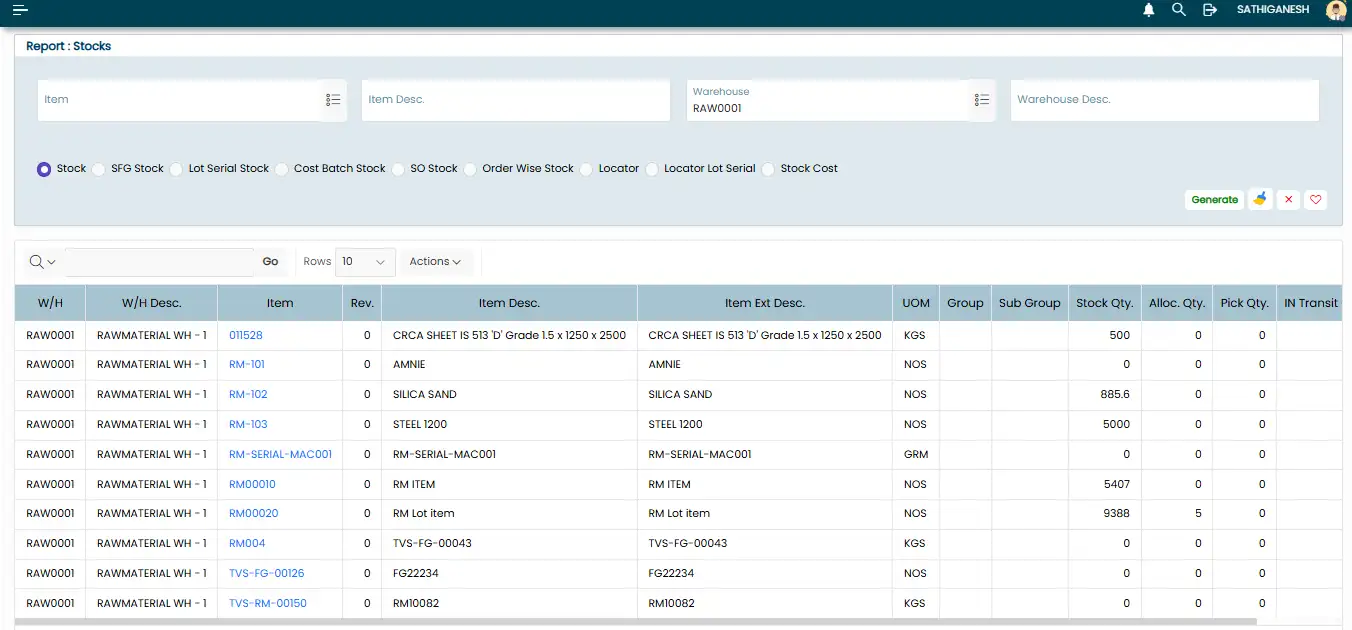 SATHIGANESH
Report : Stocks
Item Item Desc. Warehouse RAW0001 Warehouse Desc.
Stock SFG Stock Lot Serial Stock Cost Batch Stock SO Stock Order Wise Stock Locator Locator Lot Serial Stock Cost
Generate
Go Rows 10 Actions
W/H W/H Desc. Item Rev. Item Desc. Item Ext Desc. UOM Group Sub Group Stock Qty. Alloc. Qty. Pick Qty. IN Transit
RAW0001 RAWMATERIAL WH - 1 011528 0 CRCA SHEET IS 513 'D' Grade 1.5 x 1250 x 2500 CRCA SHEET IS 513 'D' Grade 1.5 x 1250 x 2500 KGS 500 0 0
RAW0001 RAWMATERIAL WH - 1 RM-101 0 AMNIE AMNIE NOS 0 0 0
RAW0001 RAWMATERIAL WH - 1 RM-102 0 SILICA SAND SILICA SAND NOS 885.6 0 0
RAW0001 RAWMATERIAL WH - 1 RM-103 0 STEEL 1200 STEEL 1200 NOS 5000 0 0
RAW0001 RAWMATERIAL WH - 1 RM-SERIAL-MAC001 0 RM-SERIAL-MAC001 RM-SERIAL-MAC001 GRM 0 0 0
RAW0001 RAWMATERIAL WH - 1 RM00010 0 RM ITEM RM ITEM NOS 5407 0 0
RAW0001 RAWMATERIAL WH - 1 RM00020 0 RM Lot item RM Lot item NOS 9388 5 0
RAW0001 RAWMATERIAL WH - 1 RM004 0 TVS-FG-00043 TVS-FG-00043 KGS 0 0 0
RAW0001 RAWMATERIAL WH - 1 TVS-FG-00126 0 FG22234 FG22234 NOS 0 0 0
RAW0001 RAWMATERIAL WH - 1 TVS-RM-00150 0 RM10082 RM10082 KGS 0 0 0